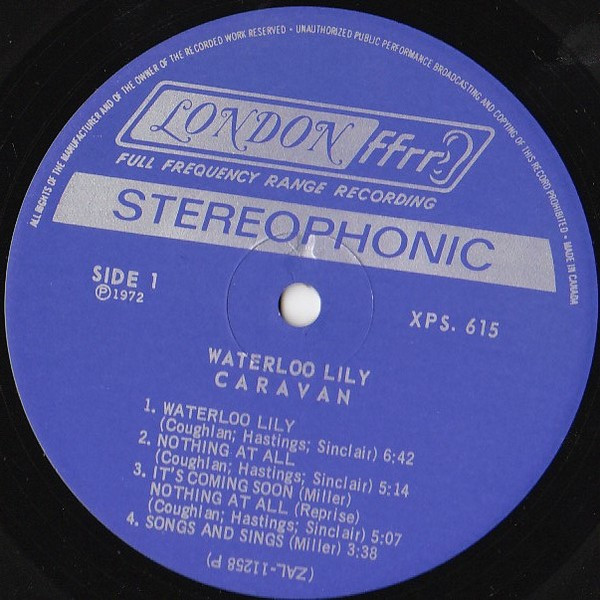 ALL RIGHTS OF THE MANUFACTURER AND OF THE OWNER OF THE RECORDED WORK RESERVED • UNAUTHORIZED PUBLIC PERFORMANCE BROADCASTING AND COPYING OF THIS RECORD PROHIBITED • MADE IN CANADA
LONDON ffrr
FULL FREQUENCY RANGE RECORDING
STEREOPHONIC
SIDE 1
Ⓟ1972
XPS. 615
WATERLOO LILY
CARAVAN
1. WATERLOO LILY
(Coughlan; Hastings; Sinclair) 6:42
2. NOTHING AT ALL
(Coughlan; Hastings; Sinclair) 5:14
3. IT'S COMING SOON (Miller)
NOTHING AT ALL (Reprise)
(Coughlan; Hastings; Sinclair) 5:07
4. SONGS AND SINGS (Miller) 3:38
(ZAL-11258 P)